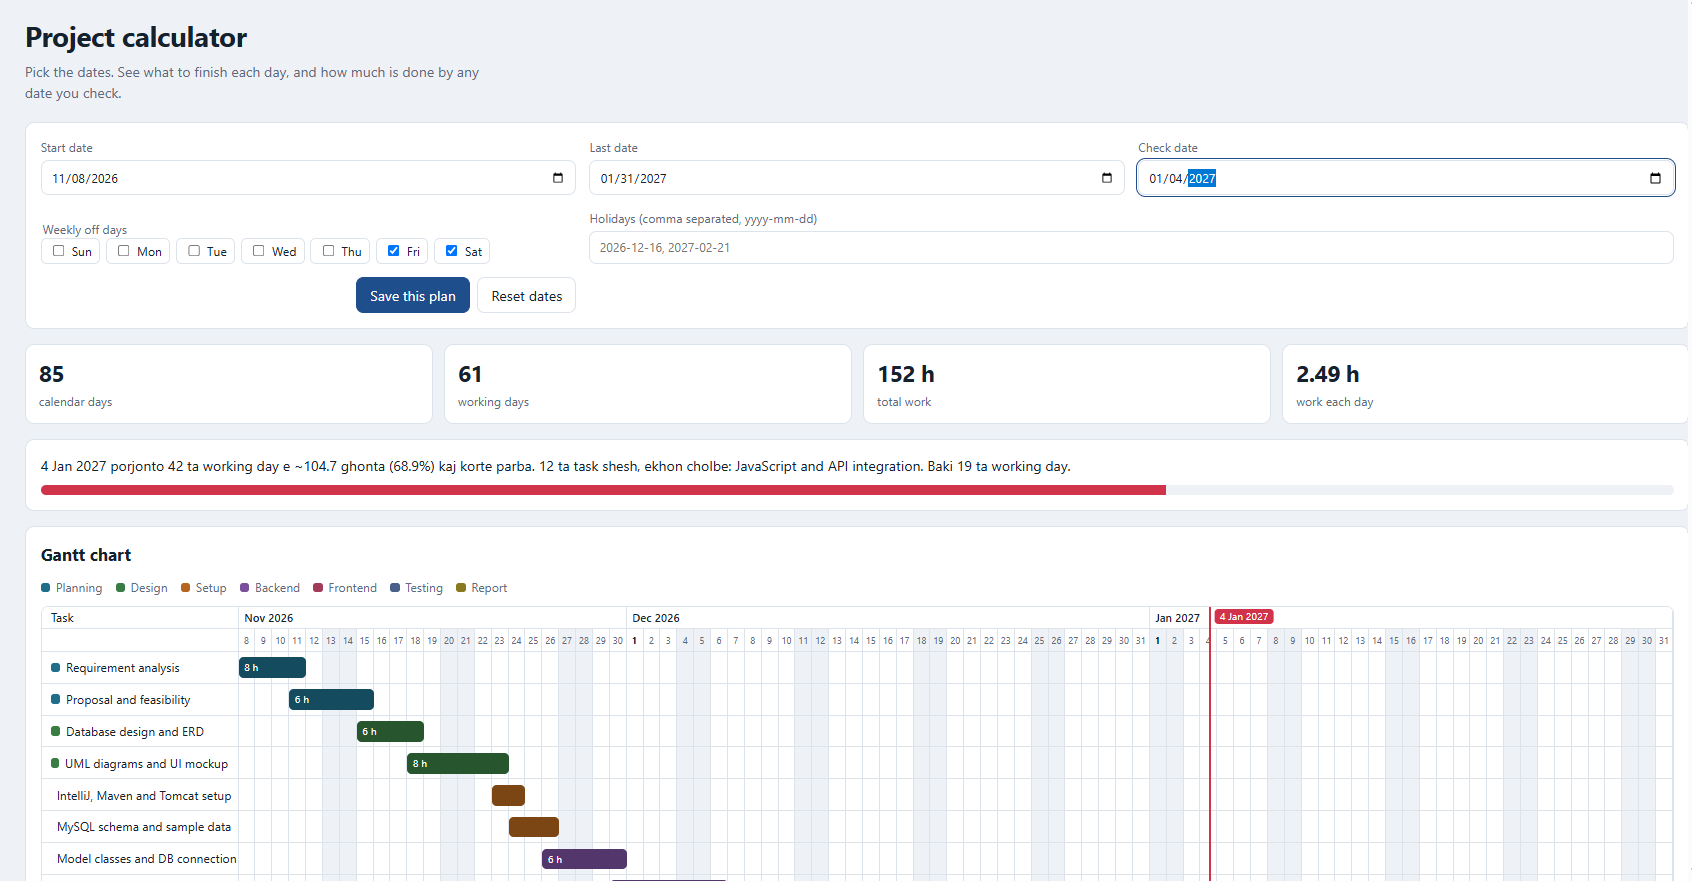 Project calculator
Pick the dates. See what to finish each day, and how much is done by any
date you check.
Start date
Last date
Check date
11/08/2026
01/31/2027
01/04/2027
Weekly off days
Holidays (comma separated, yyyy-mm-dd)
Sun Mon Tue Wed Thu Fri Sat
2026-12-16, 2027-02-21
Save this plan
Reset dates
85
calendar days
61
working days
152 h
total work
2.49 h
work each day
4 Jan 2027 porjonto 42 ta working day e ~104.7 ghonta (68.9%) kaj korte parba. 12 ta task shesh, ekhon cholbe: JavaScript and API integration. Baki 19 ta working day.
Gantt chart
Planning Design Setup Backend Frontend Testing Report
Task Nov 2026 Dec 2026 Jan 2027 4 Jan 2027
8 9 10 11 12 13 14 15 16 17 18 19 20 21 22 23 24 25 26 27 28 29 30 1 2 3 4 5 6 7 8 9 10 11 12 13 14 15 16 17 18 19 20 21 22 23 24 25 26 27 28 29 30 31 1 2 3 4 5 6 7 8 9 10 11 12 13 14 15 16 17 18 19 20 21 22 23 24 25 26 27 28 29 30 31
Requirement analysis 8 h
Proposal and feasibility 6 h
Database design and ERD 6 h
UML diagrams and UI mockup 8 h
IntelliJ, Maven and Tomcat setup
MySQL schema and sample data
Model classes and DB connection 6 h